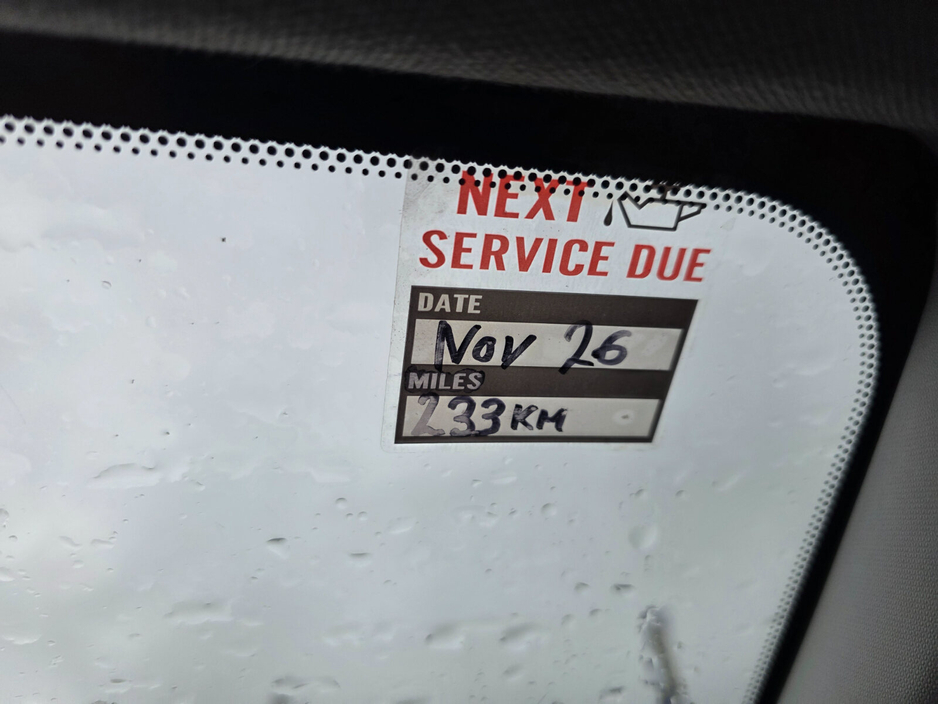 NEXT
SERVICE DUE
DATE
Nov 26
MILES
233KM